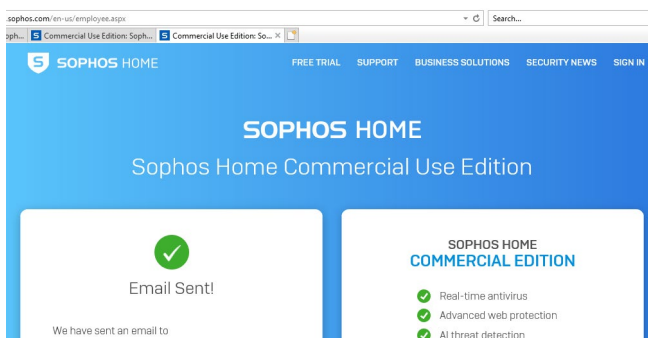 .sophos.com/en-us/employee.aspx
Search...
oph...
Commercial Use Edition: Soph...
Commercial Use Edition: So...
SOPHOS HOME
FREE TRIAL SUPPORT BUSINESS SOLUTIONS SECURITY NEWS SIGN IN
SOPHOS HOME
Sophos Home Commercial Use Edition
Email Sent!
We have sent an email to
SOPHOS HOME
COMMERCIAL EDITION
Real-time antivirus
Advanced web protection
AI threat detection